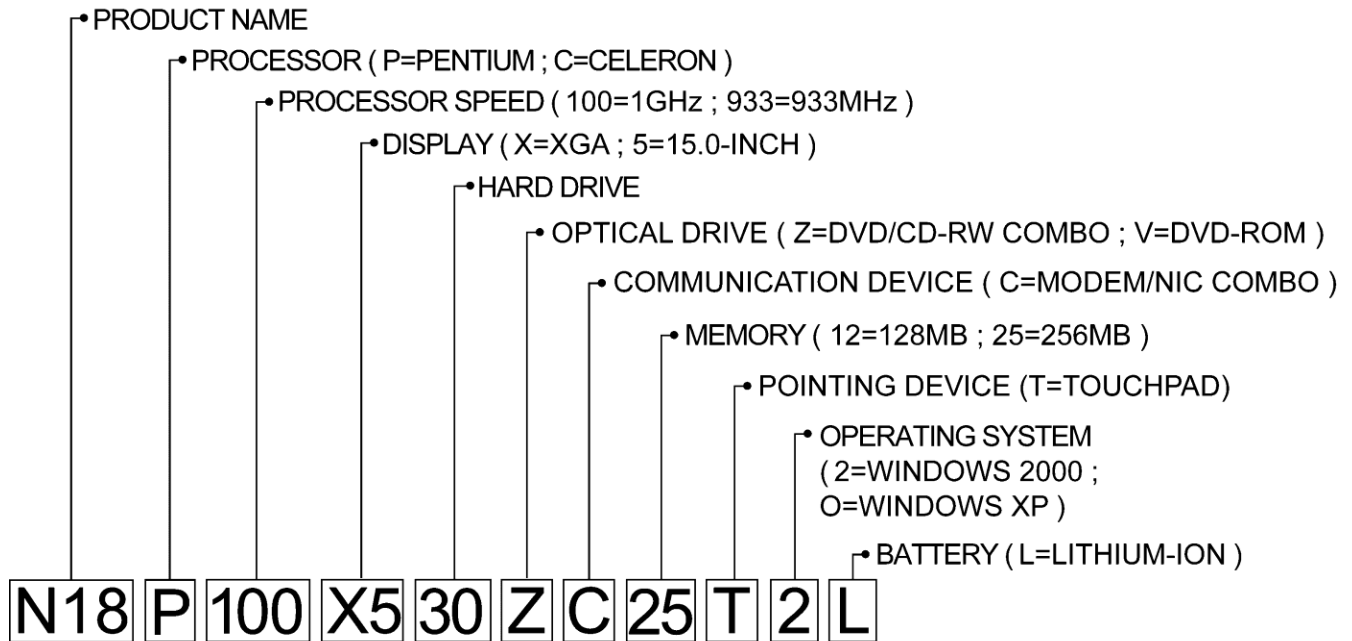 PRODUCT NAME
PROCESSOR ( P=PENTIUM ; C=CELERON )
PROCESSOR SPEED ( 100=1GHz ; 933=933MHz )
DISPLAY ( X=XGA ; 5=15.0-INCH )
HARD DRIVE
OPTICAL DRIVE ( Z=DVD/CD-RW COMBO ; V=DVD-ROM )
COMMUNICATION DEVICE ( C=MODEM/NIC COMBO )
MEMORY ( 12=128MB ; 25=256MB )
POINTING DEVICE (T=TOUCHPAD)
OPERATING SYSTEM
( 2=WINDOWS 2000 ;
O=WINDOWS XP )
BATTERY ( L=LITHIUM-ION )
N18 P 100 X5 30 Z C 25 T 2 L